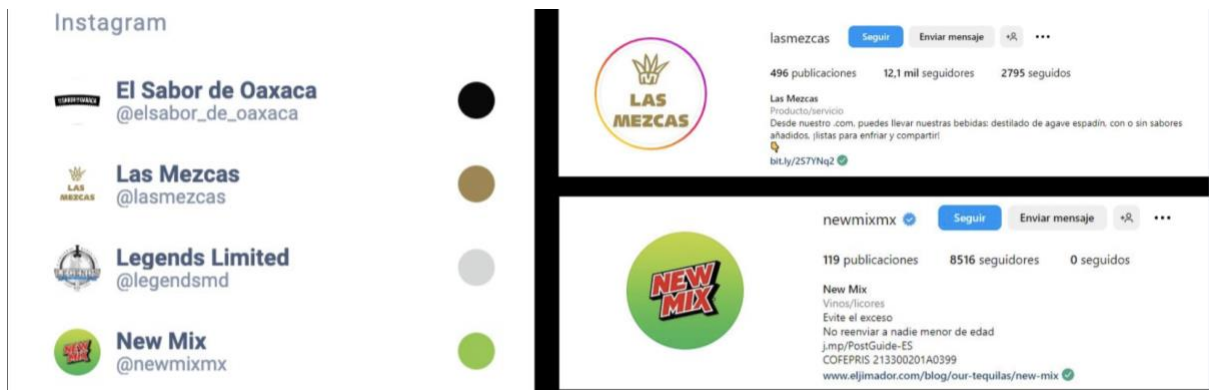 Instagram
El Sabor de Oaxaca
@elsabor_de_oaxaca
LAS
MEZCAS
Las Mezcas
@lasmezcas
LEGENDS
Legends Limited
@legendsmd
NEW
MIX
New Mix
@newmixmx
LAS
MEZCAS
lasmezcas Seguir Enviar mensaje
496 publicaciones 12,1 mil seguidores 2795 seguidos
Las Mezcas
Producto/servicio
Desde nuestro .com, puedes llevar nuestras bebidas: destilado de agave espadín, con o sin sabores
añadidos, ¡listas para enfriar y compartir!
bit.ly/2S7YNq2
NEW
MIX
newmixmx Seguir Enviar mensaje
119 publicaciones 8516 seguidores 0 seguidos
New Mix
Vinos/licores
Evite el exceso
No reenviar a nadie menor de edad
j.mp/PostGuide-ES
COFEPRIS 213300201A0399
www.eljimador.com/blog/our-tequilas/new-mix